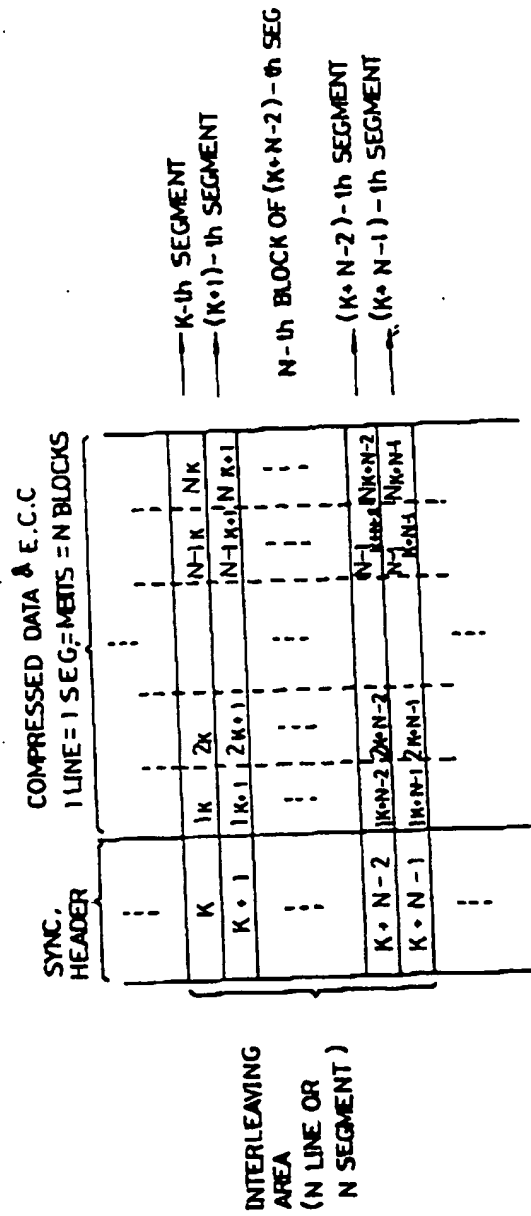 COMPRESSED DATA & E.C.C
1 LINE = 1 SEG, = MBITS = N BLOCKS
SYNC,
HEADER
K 1K 2K N-1K NK
K+1 1K+1 2K+1 N-1K+1 NK+1
K+N-2 1K+N-2 2K+N-2 N-1K+N-2 NK+N-2
K+N-1 1K+N-1 2K+N-1 N-1K+N-1 NK+N-1
INTERLEAVING
AREA
(N LINE OR
N SEGMENT)
K-th SEGMENT
(K+1)-th SEGMENT
N-th BLOCK OF (K+N-2)-th SEG
(K+N-2)-th SEGMENT
(K+N-1)-th SEGMENT